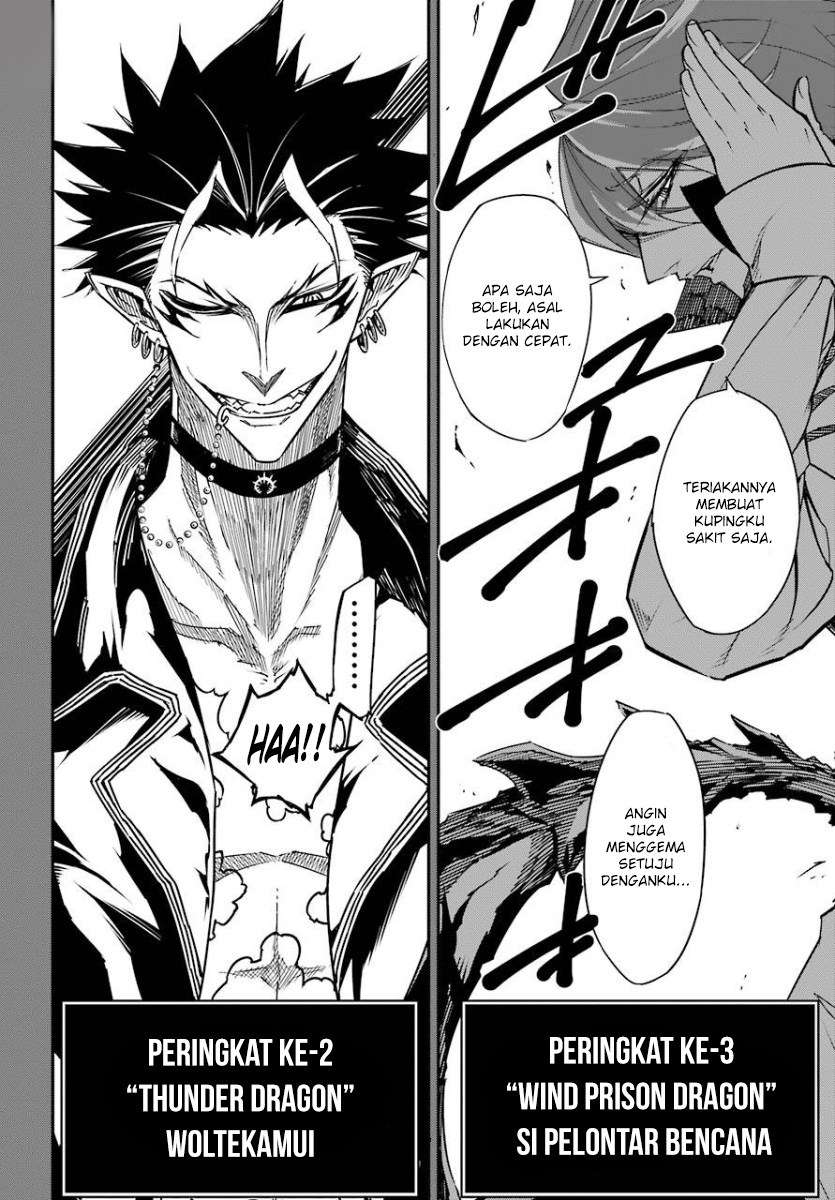 APA SAJA
BOLEH, ASAL
LAKUKAN
DENGAN CEPAT.
TERIAKANNYA
MEMBUAT
KUPINGKU
SAKIT SAJA.
ANGIN
JUGA
MENGGEMA
SETUJU
DENGANKU...
PERINGKAT KE-3
“WIND PRISON DRAGON”
SI PELONTAR BENCANA
........
HAA!!
PERINGKAT KE-2
“THUNDER DRAGON”
WOLTEKAMUI